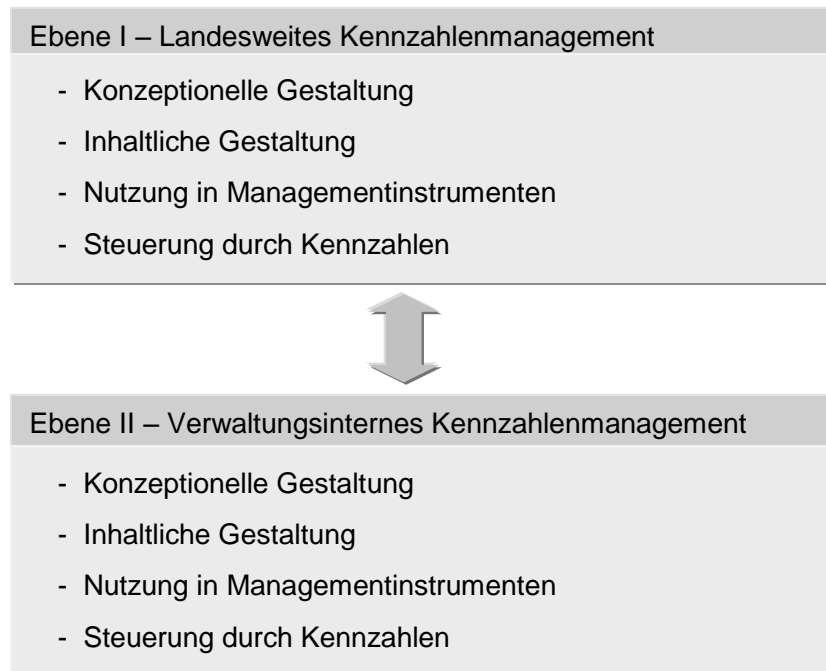 Ebene I – Landesweites Kennzahlenmanagement
- Konzeptionelle Gestaltung
- Inhaltliche Gestaltung
- Nutzung in Managementinstrumenten
- Steuerung durch Kennzahlen
Ebene II – Verwaltungsinternes Kennzahlenmanagement
- Konzeptionelle Gestaltung
- Inhaltliche Gestaltung
- Nutzung in Managementinstrumenten
- Steuerung durch Kennzahlen